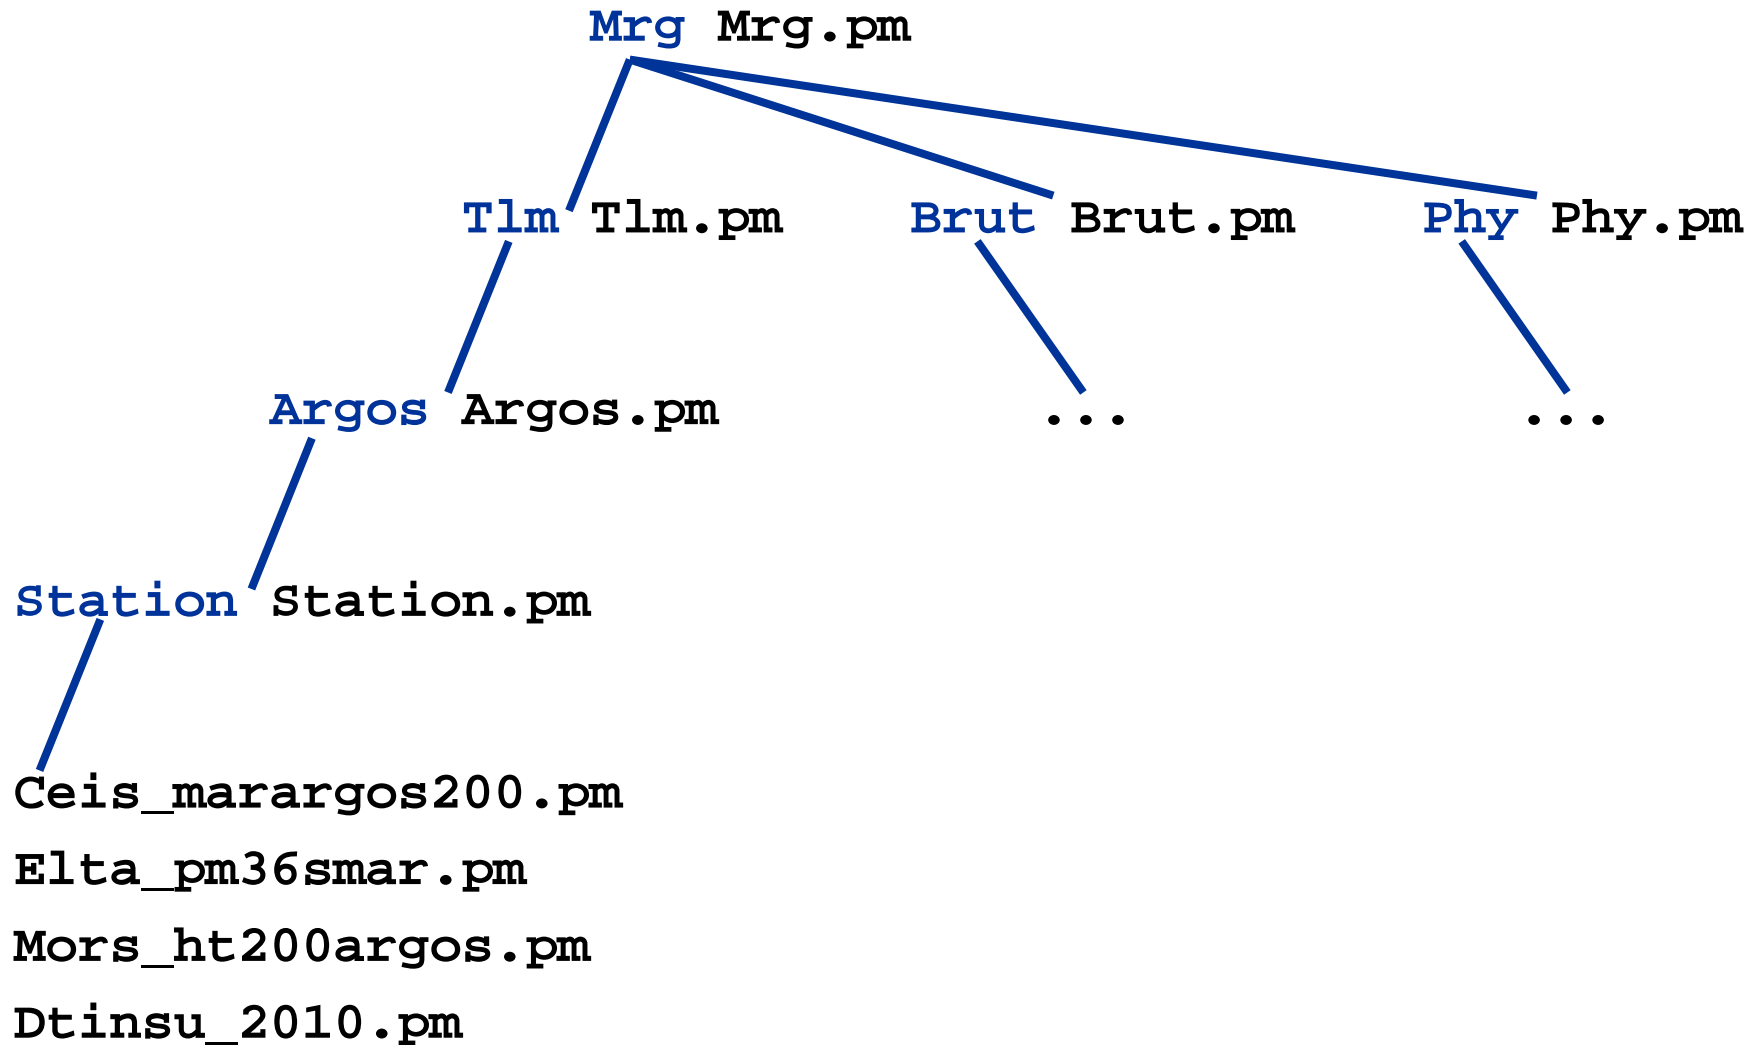 Mrg Mrg.pm
Tlm Tlm.pm Brut Brut.pm Phy Phy.pm
Argos Argos.pm ... ...
Station Station.pm
Ceis_marargos200.pm
Elta_pm36smar.pm
Mors_ht200argos.pm
Dtinsu_2010.pm